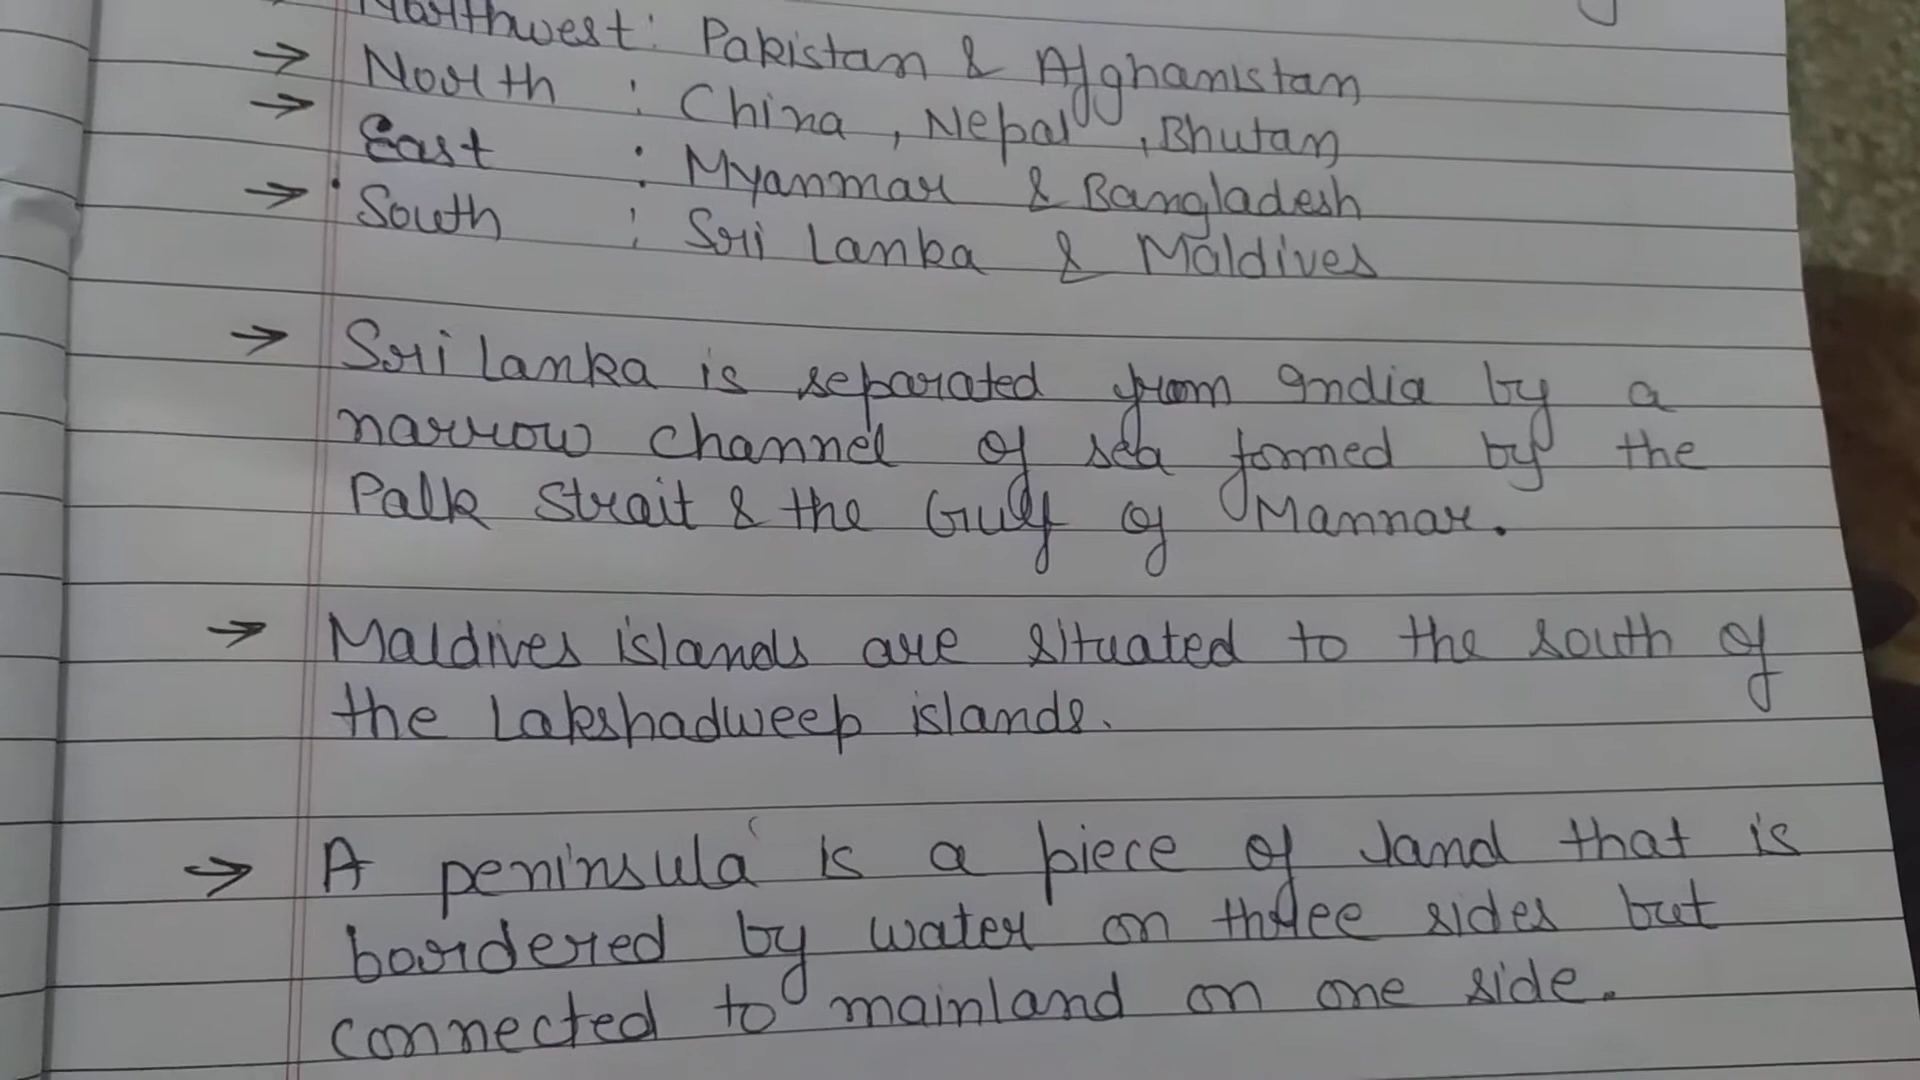 Northwest: Pakistan & Afghanistan
→ North : China, Nepal, Bhutan
→ East : Myanmar & Bangladesh
→ South : Sri Lanka & Maldives
→ Sri Lanka is separated from India by a
narrow channel of sea formed by the
Palk Strait & the Gulf of Mannar.
→ Maldives islands are situated to the south of
the Lakshadweep islands.
→ A peninsula is a piece of land that is
bordered by water on three sides but
connected to mainland on one side.